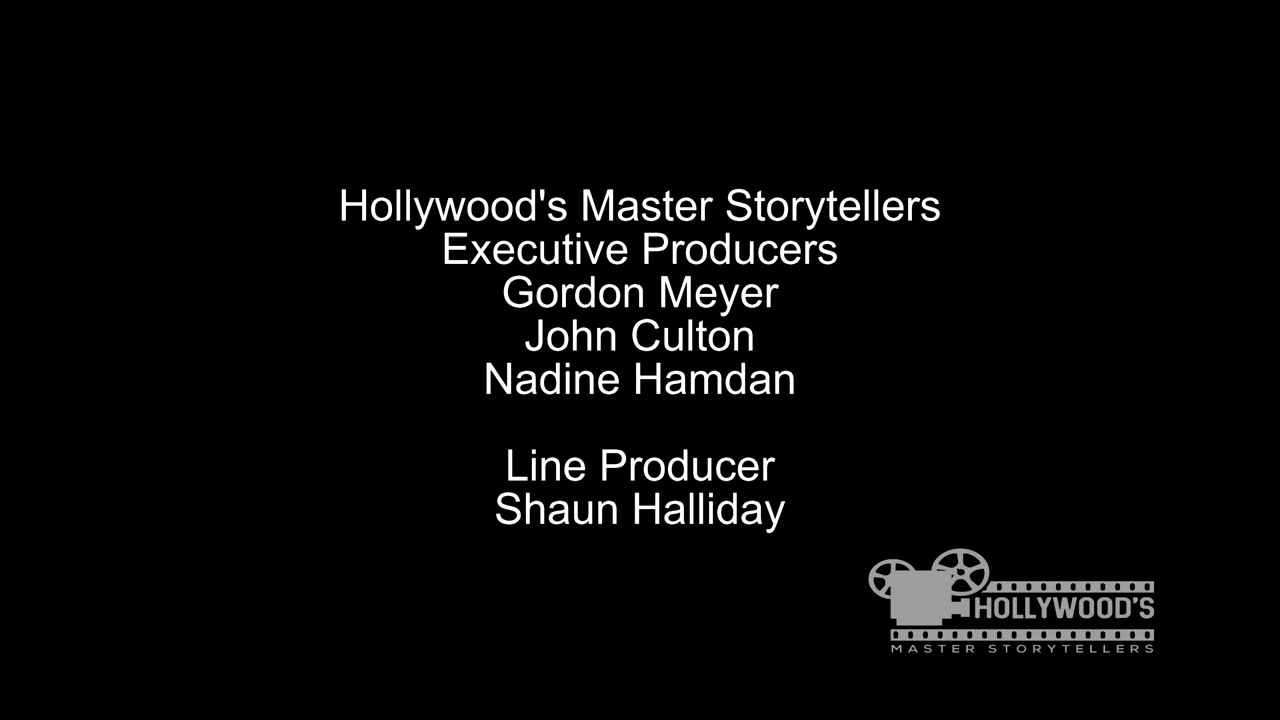 Hollywood's Master Storytellers
Executive Producers
Gordon Meyer
John Culton
Nadine Hamdan
Line Producer
Shaun Halliday
HOLLYWOOD'S
MASTER STORYTELLERS